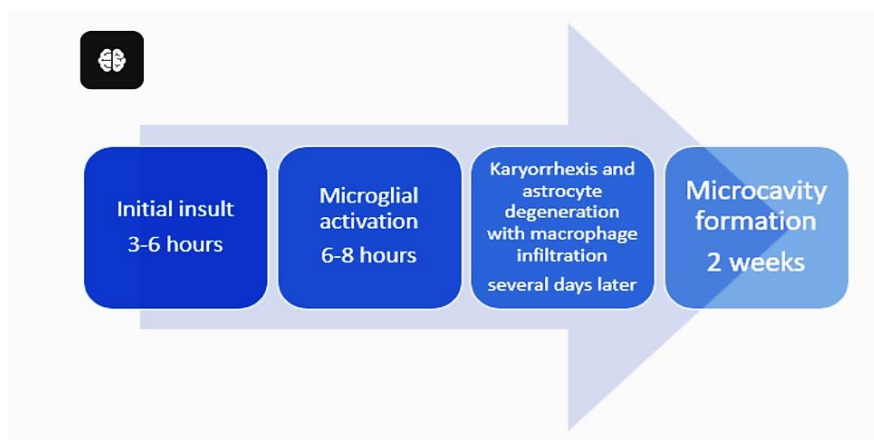 Initial insult
3-6 hours
Microglial
activation
6-8 hours
Karyorrhexis and
astrocyte
degeneration
with macrophage
infiltration
several days later
Microcavity
formation
2 weeks